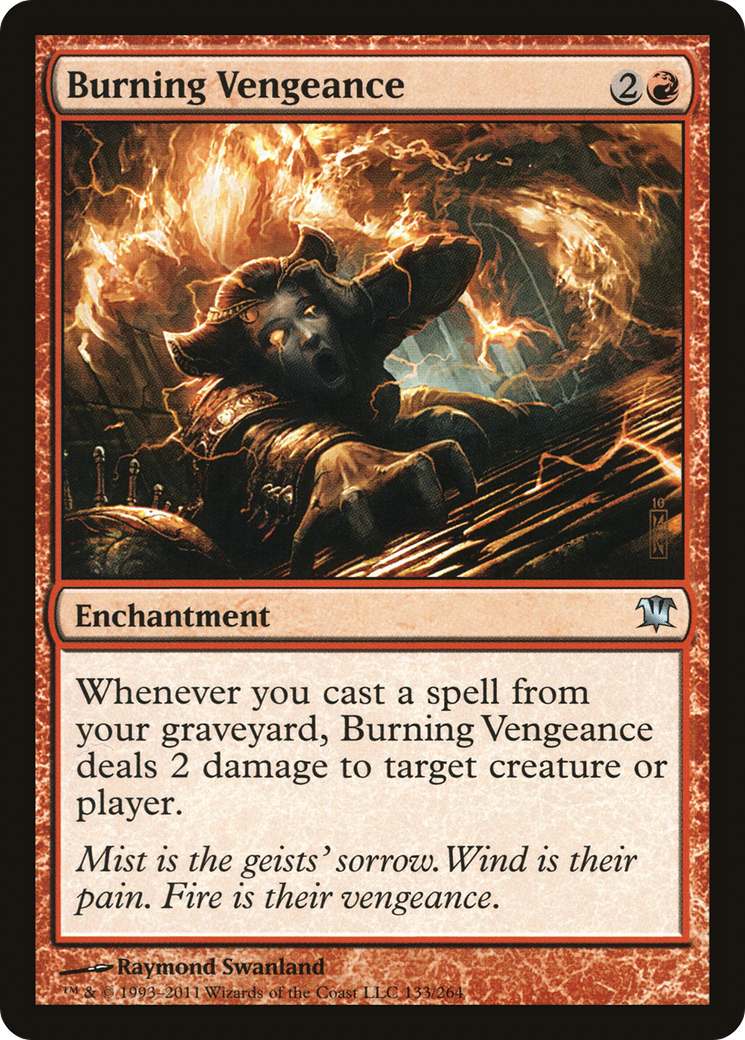 Burning Vengeance 2
Enchantment
Whenever you cast a spell from
your graveyard, Burning Vengeance
deals 2 damage to target creature or
player.
Mist is the geists' sorrow. Wind is their
pain. Fire is their vengeance.
Raymond Swanland
™ & © 1993–2011 Wizards of the Coast LLC 133/264